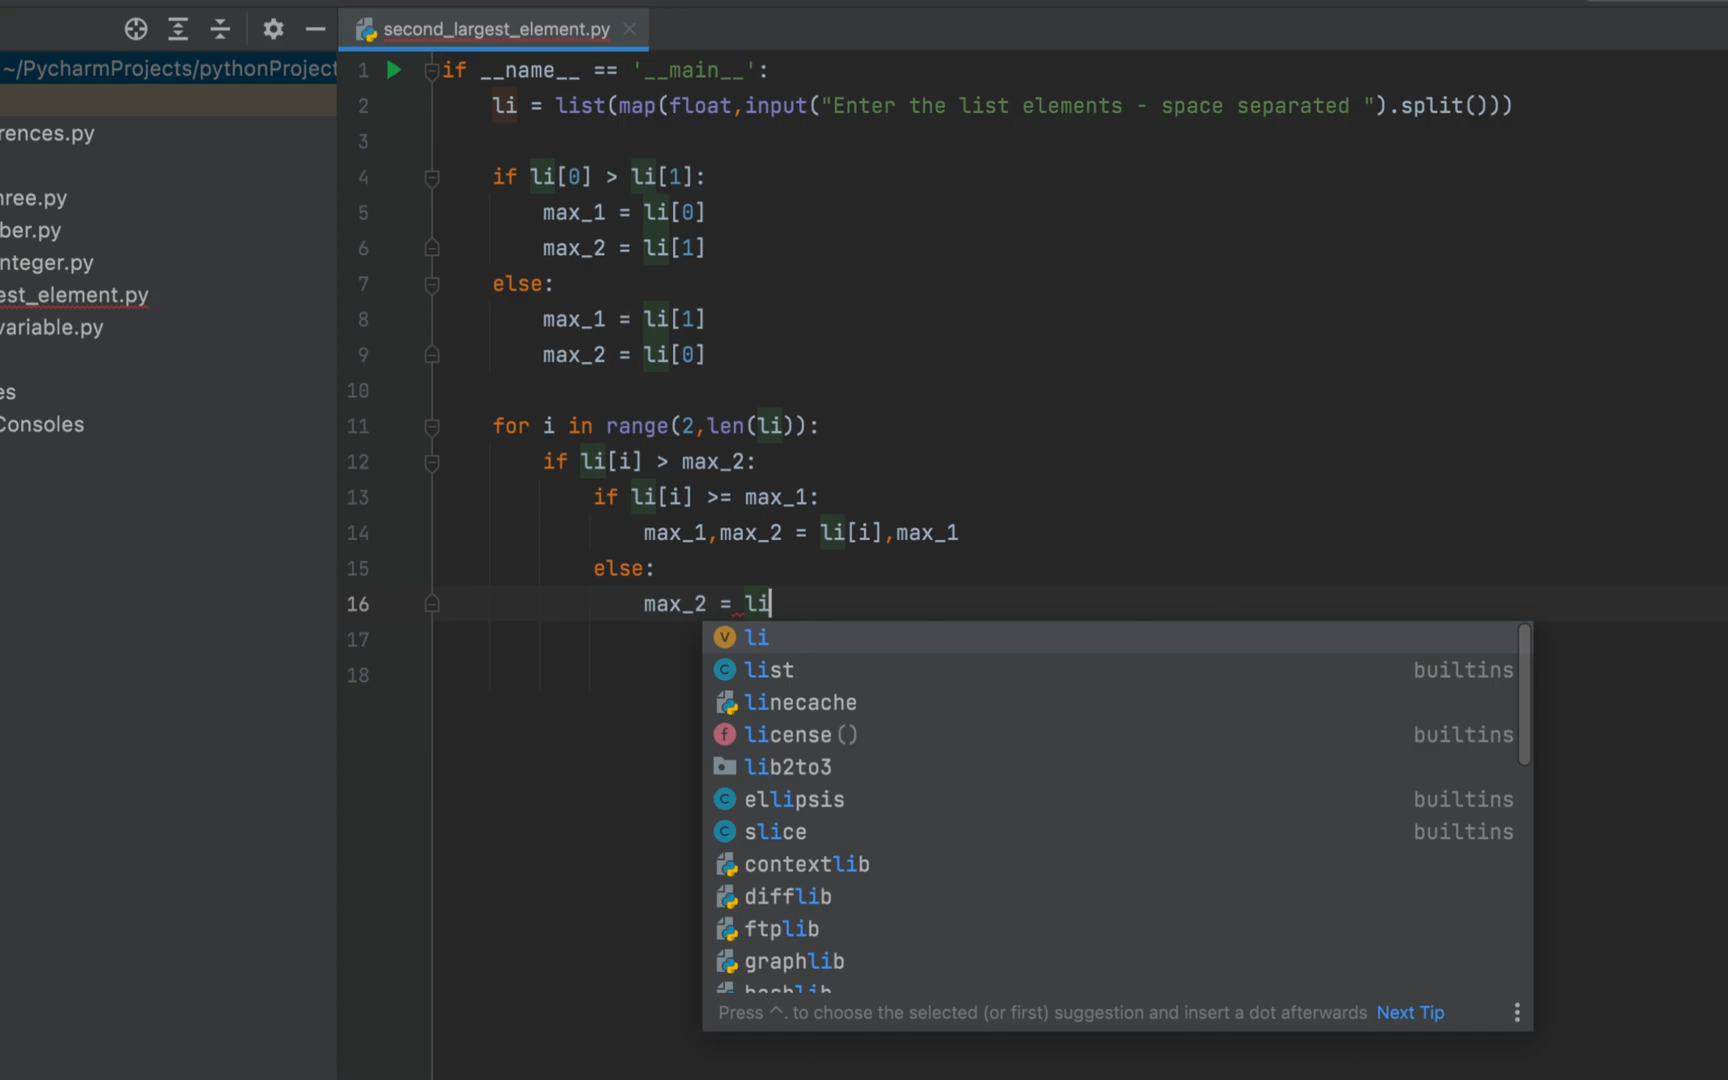 second_largest_element.py
~/PycharmProjects/pythonProject
rences.py
hree.py
ber.py
nteger.py
est_element.py
variable.py
es
Consoles
1 if __name__ == '__main__':
2 li = list(map(float,input("Enter the list elements - space separated ").split()))
3
4 if li[0] > li[1]:
5 max_1 = li[0]
6 max_2 = li[1]
7 else:
8 max_1 = li[1]
9 max_2 = li[0]
10
11 for i in range(2,len(li)):
12 if li[i] > max_2:
13 if li[i] >= max_1:
14 max_1,max_2 = li[i],max_1
15 else:
16 max_2 = li
17
18
V li
C list builtins
linecache
f license() builtins
lib2to3
C ellipsis builtins
C slice builtins
contextlib
difflib
ftplib
graphlib
hashlib
Press ^. to choose the selected (or first) suggestion and insert a dot afterwards Next Tip